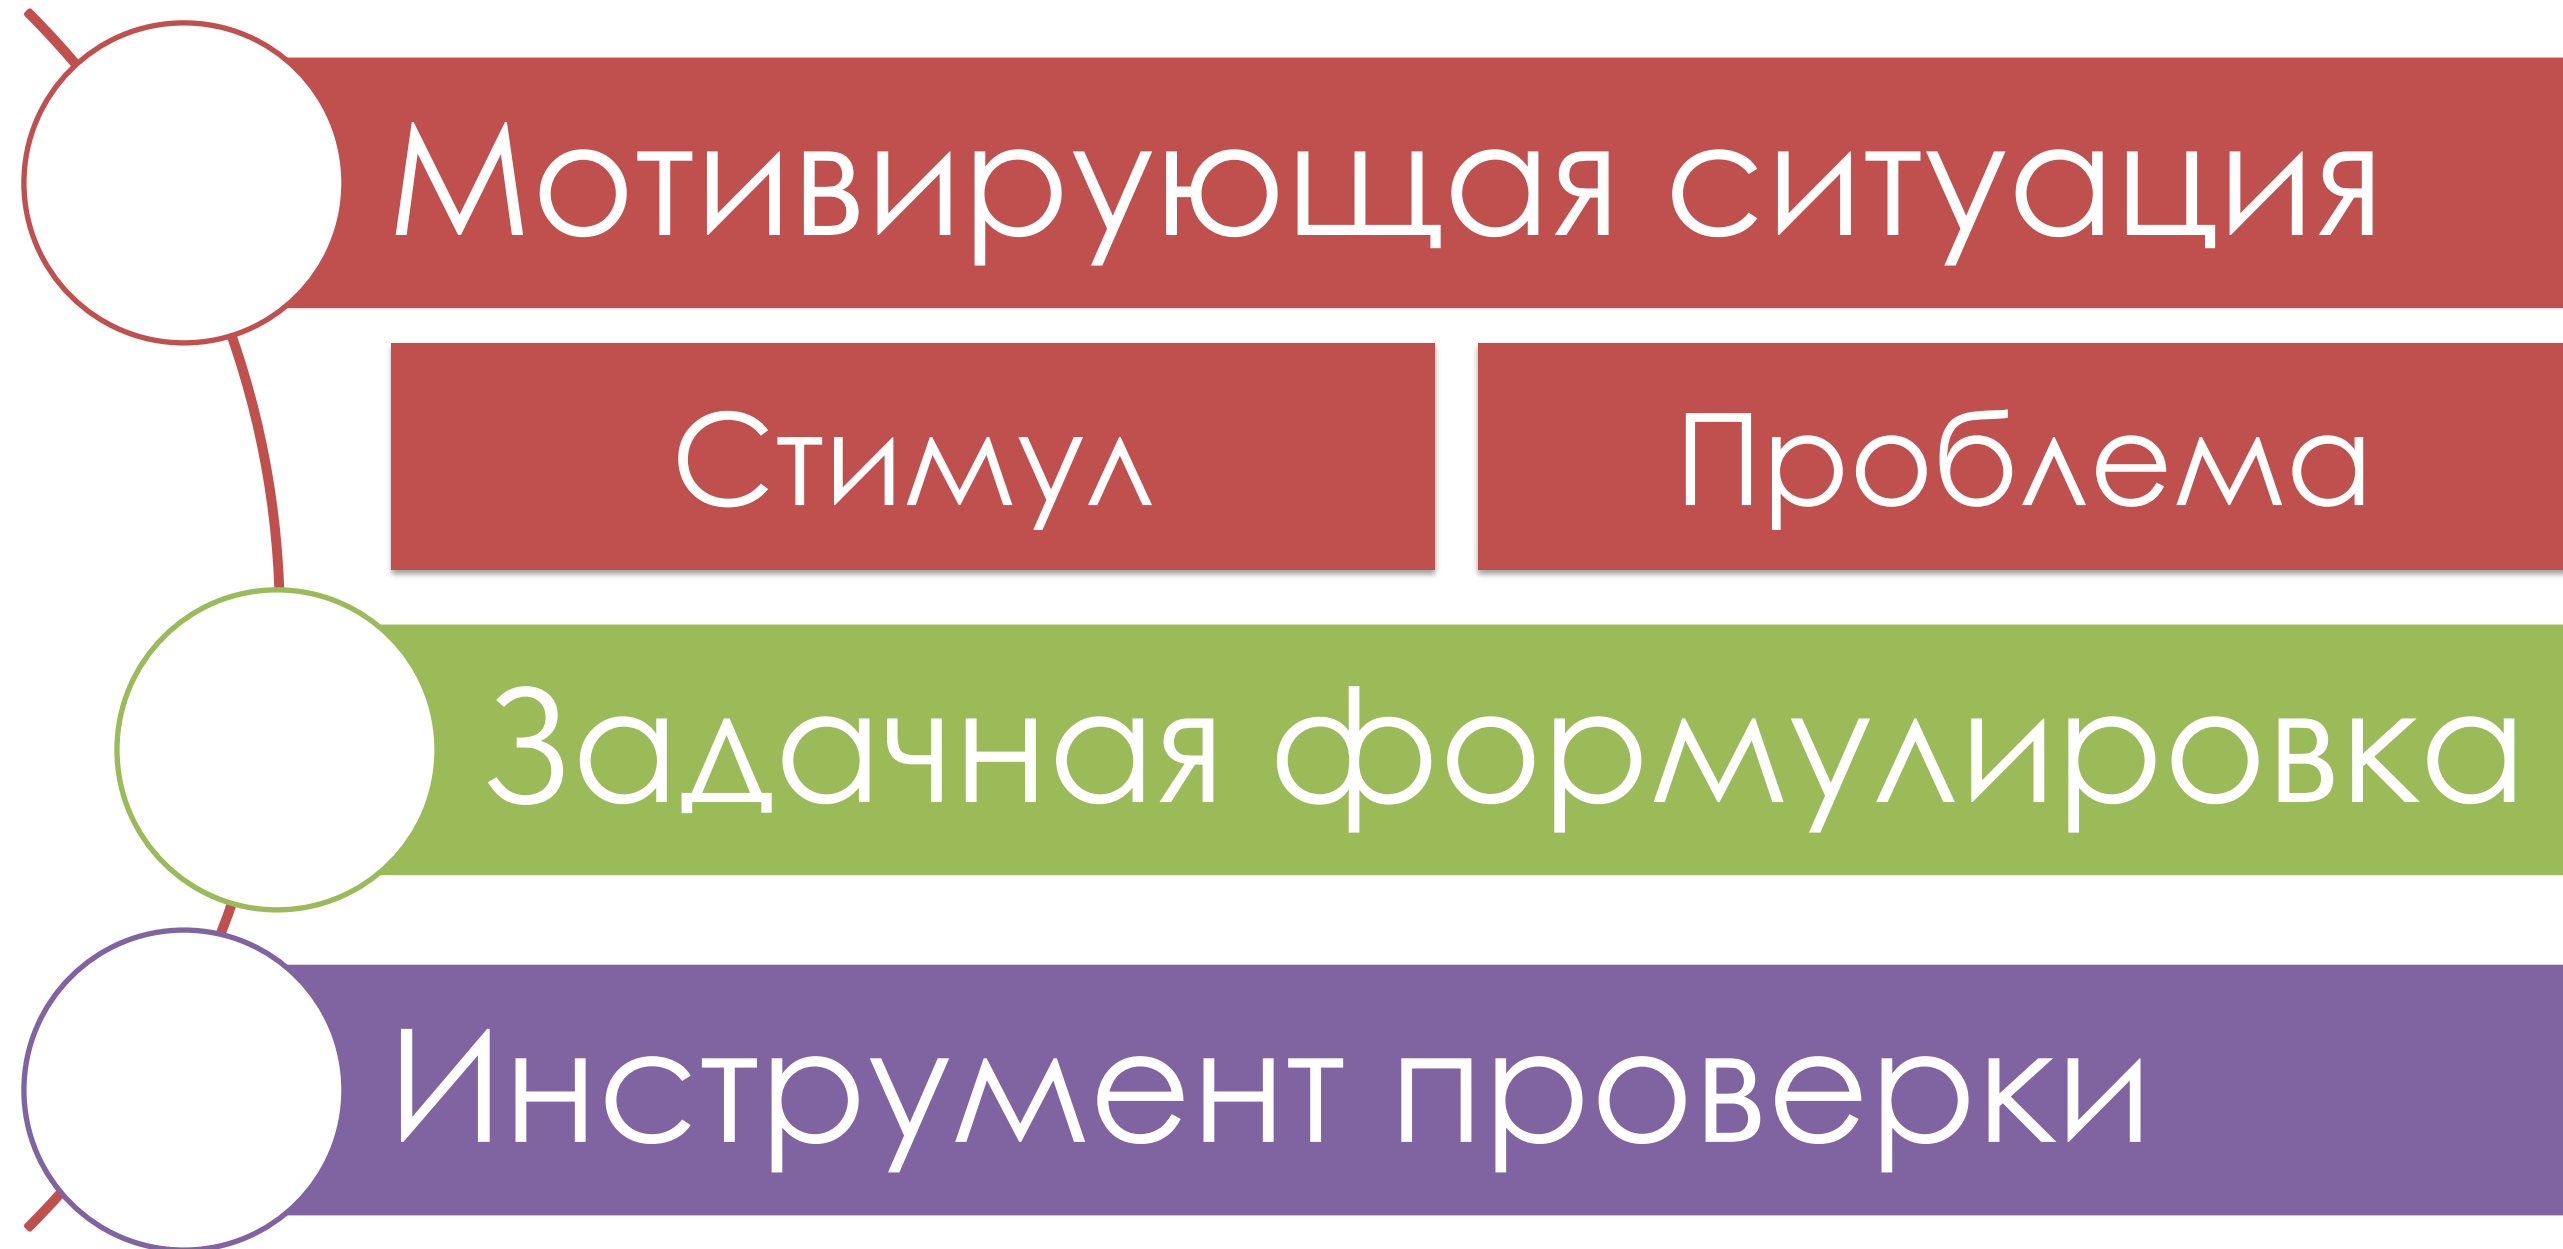 Мотивирующая ситуация
Стимул
Проблема
Задачная формулировка
Инструмент проверки